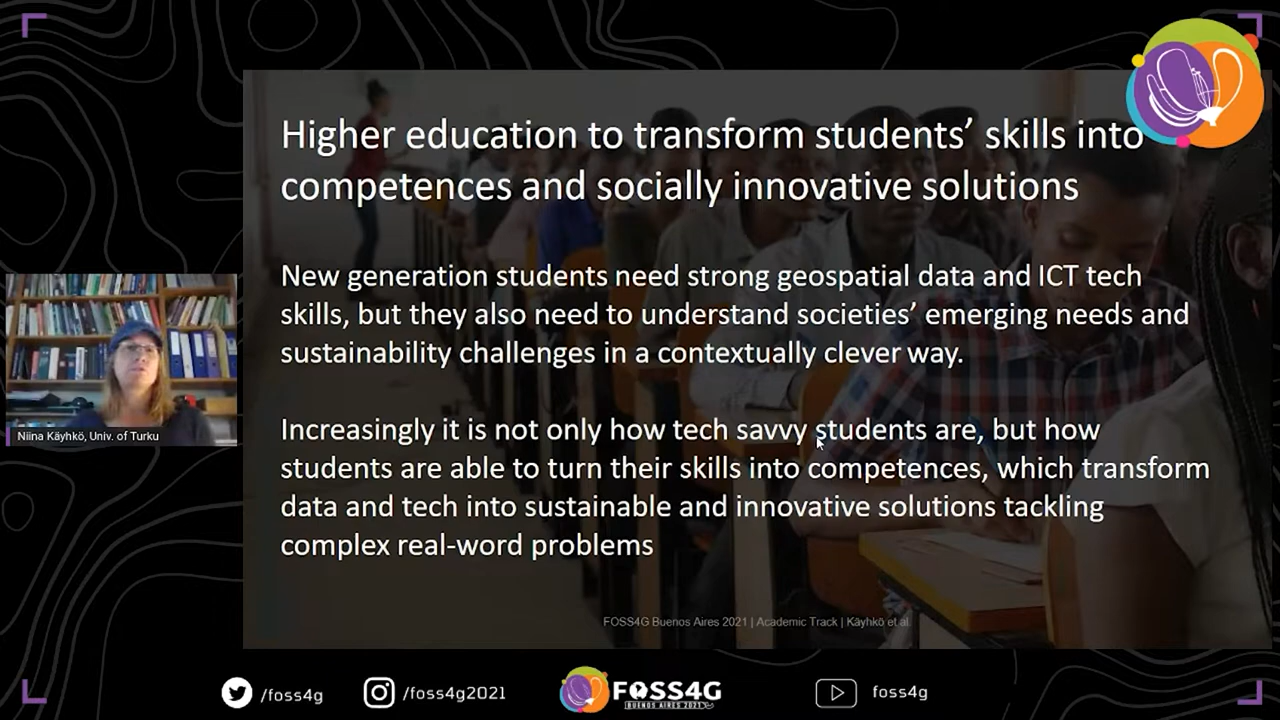 Higher education to transform students’ skills into
competences and socially innovative solutions
New generation students need strong geospatial data and ICT tech
skills, but they also need to understand societies’ emerging needs and
sustainability challenges in a contextually clever way.
Increasingly it is not only how tech savvy students are, but how
students are able to turn their skills into competences, which transform
data and tech into sustainable and innovative solutions tackling
complex real-word problems
FOSS4G Buenos Aires 2021 | Academic Track | Käyhkö et al
Niina Käyhkö, Univ. of Turku
/foss4g
/foss4g2021
FOSS4G
BUENOS AIRES 2021
foss4g